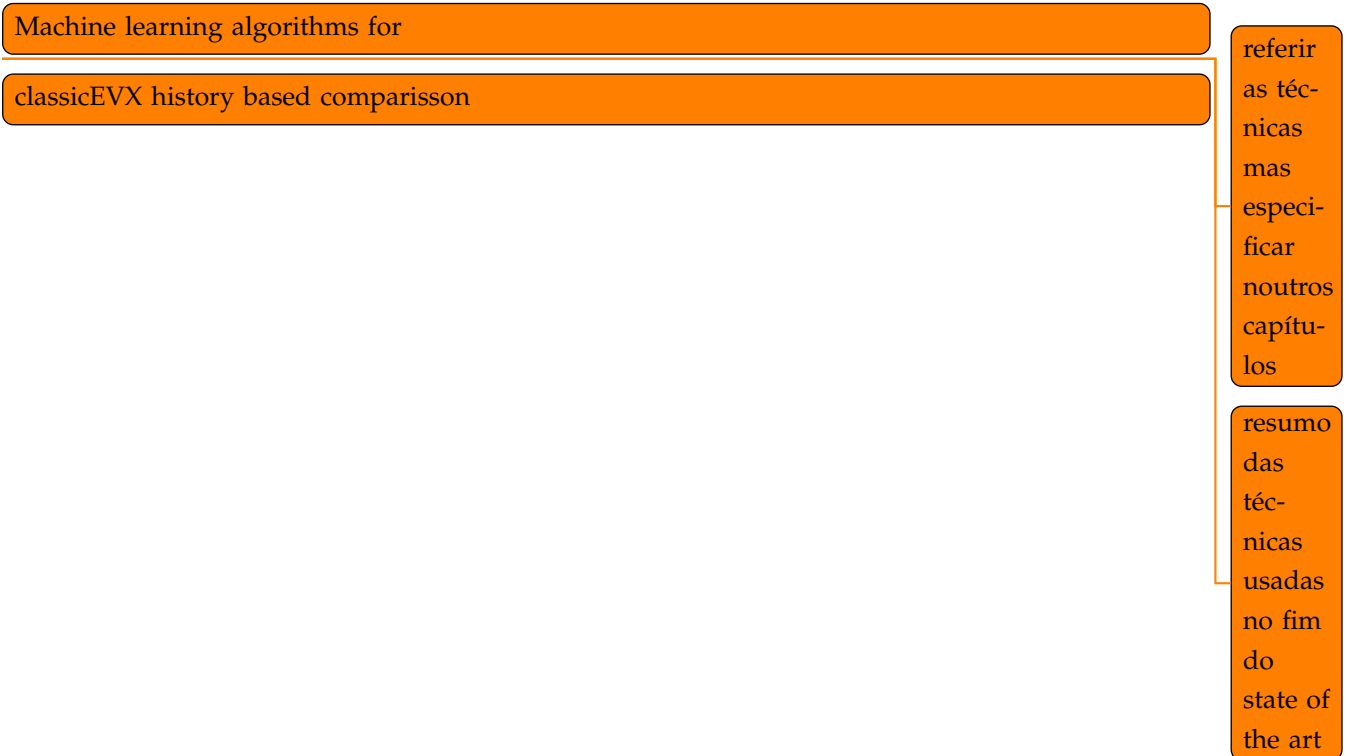 Machine learning algorithms for
classicEVX history based comparisson
referir
as téc-
nicas
mas
especi-
ficar
noutros
capítu-
los
resumo
das
téc-
nicas
usadas
no fim
do
state of
the art